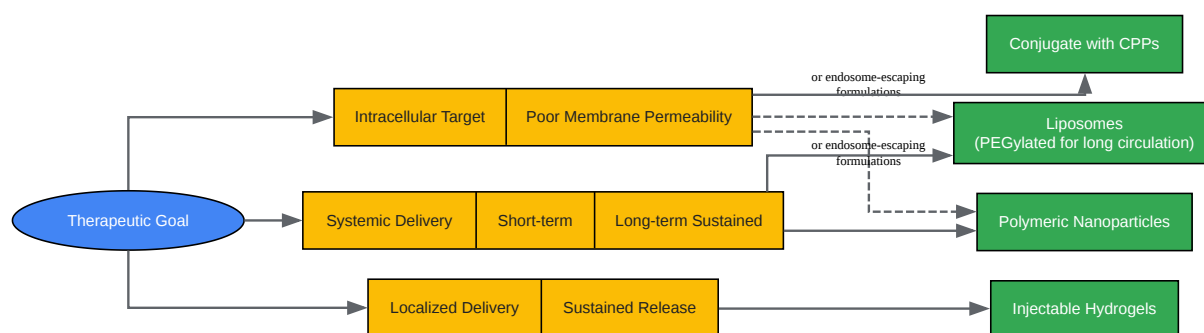 Conjugate with CPPs
or endosome-escaping
formulations
Intracellular Target
Poor Membrane Permeability
Liposomes
(PEGylated for long circulation)
or endosome-escaping
formulations
Therapeutic Goal
Systemic Delivery
Short-term
Long-term Sustained
Polymeric Nanoparticles
Localized Delivery
Sustained Release
Injectable Hydrogels